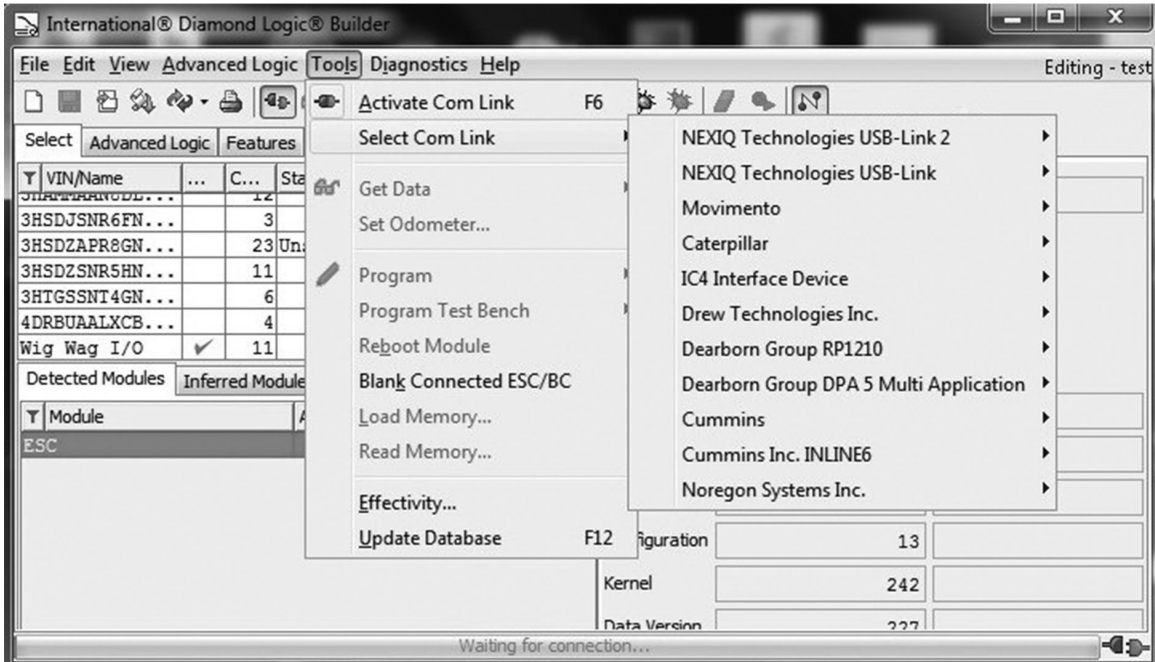 International® Diamond Logic® Builder
File Edit View Advanced Logic Tools Diagnostics Help
Editing - test
Activate Com Link F6
Select Com Link
Get Data
Set Odometer...
Program
Program Test Bench
Reboot Module
Blank Connected ESC/BC
Load Memory...
Read Memory...
Effectivity...
Update Database F12
NEXIQ Technologies USB-Link 2
NEXIQ Technologies USB-Link
Movimento
Caterpillar
IC4 Interface Device
Drew Technologies Inc.
Dearborn Group RP1210
Dearborn Group DPA 5 Multi Application
Cummins
Cummins Inc. INLINE6
Noregon Systems Inc.
Select Advanced Logic Features
VIN/Name ... C... Sta
12
3HSDJSNR6FN... 3
3HSDZAPR8GN... 23 Un
3HSDZSNR5HN... 11
3HTGSSNT4GN... 6
4DRBUAALXCB... 4
Wig Wag I/O 11
Detected Modules Inferred Module
Module A
ESC
figuration 13
Kernel 242
Data Version 227
Waiting for connection...